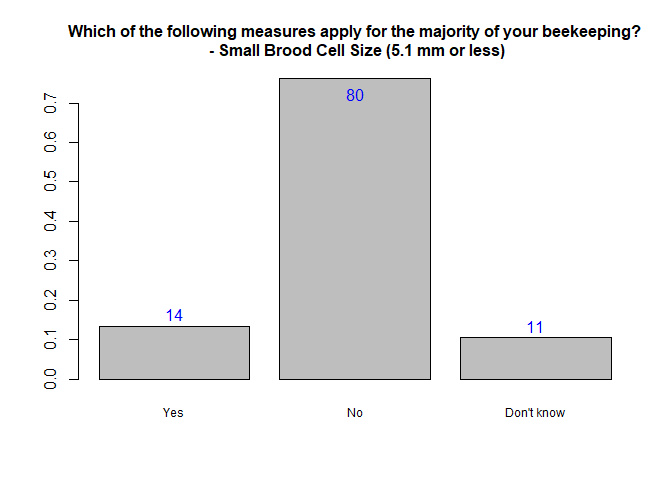 Which of the following measures apply for the majority of your beekeeping?
- Small Brood Cell Size (5.1 mm or less)
0.7
0.6
0.5
0.4
0.3
0.2
0.1
0.0
80
14
11
Yes
No
Don't know